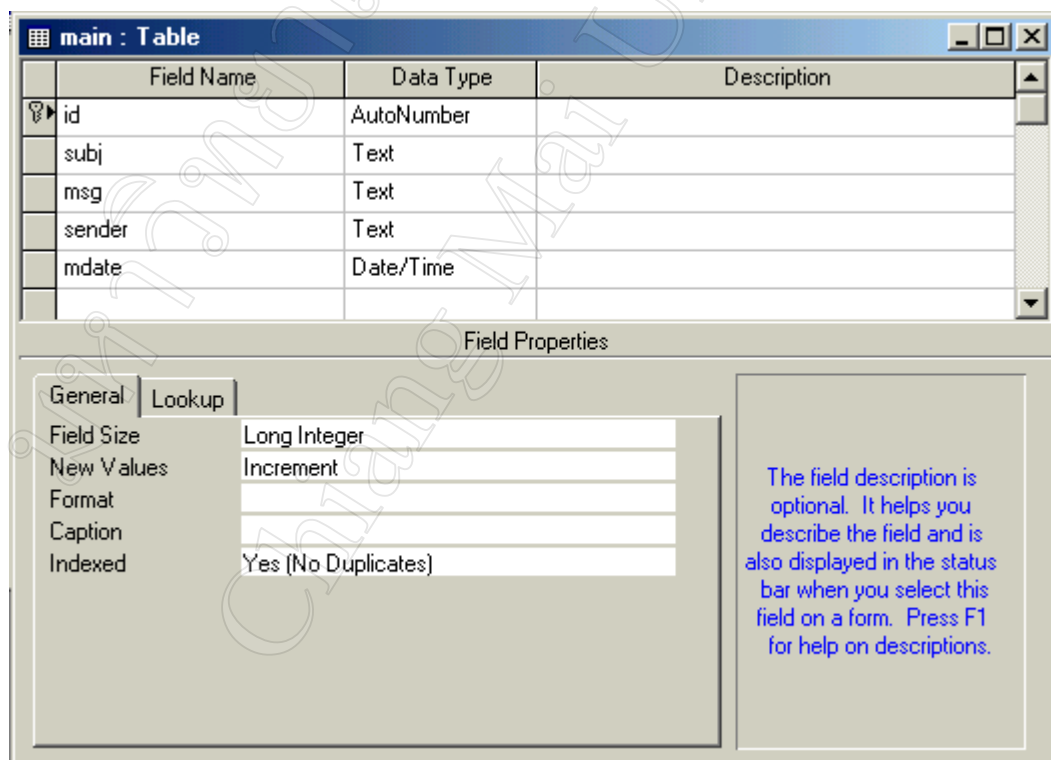 main : Table
Field Name Data Type Description
id AutoNumber
subj Text
msg Text
sender Text
mdate Date/Time
Field Properties
General Lookup
Field Size Long Integer
New Values Increment
Format
Caption
Indexed Yes (No Duplicates)
The field description is
optional. It helps you
describe the field and is
also displayed in the status
bar when you select this
field on a form. Press F1
for help on descriptions.
Chiang Mai U